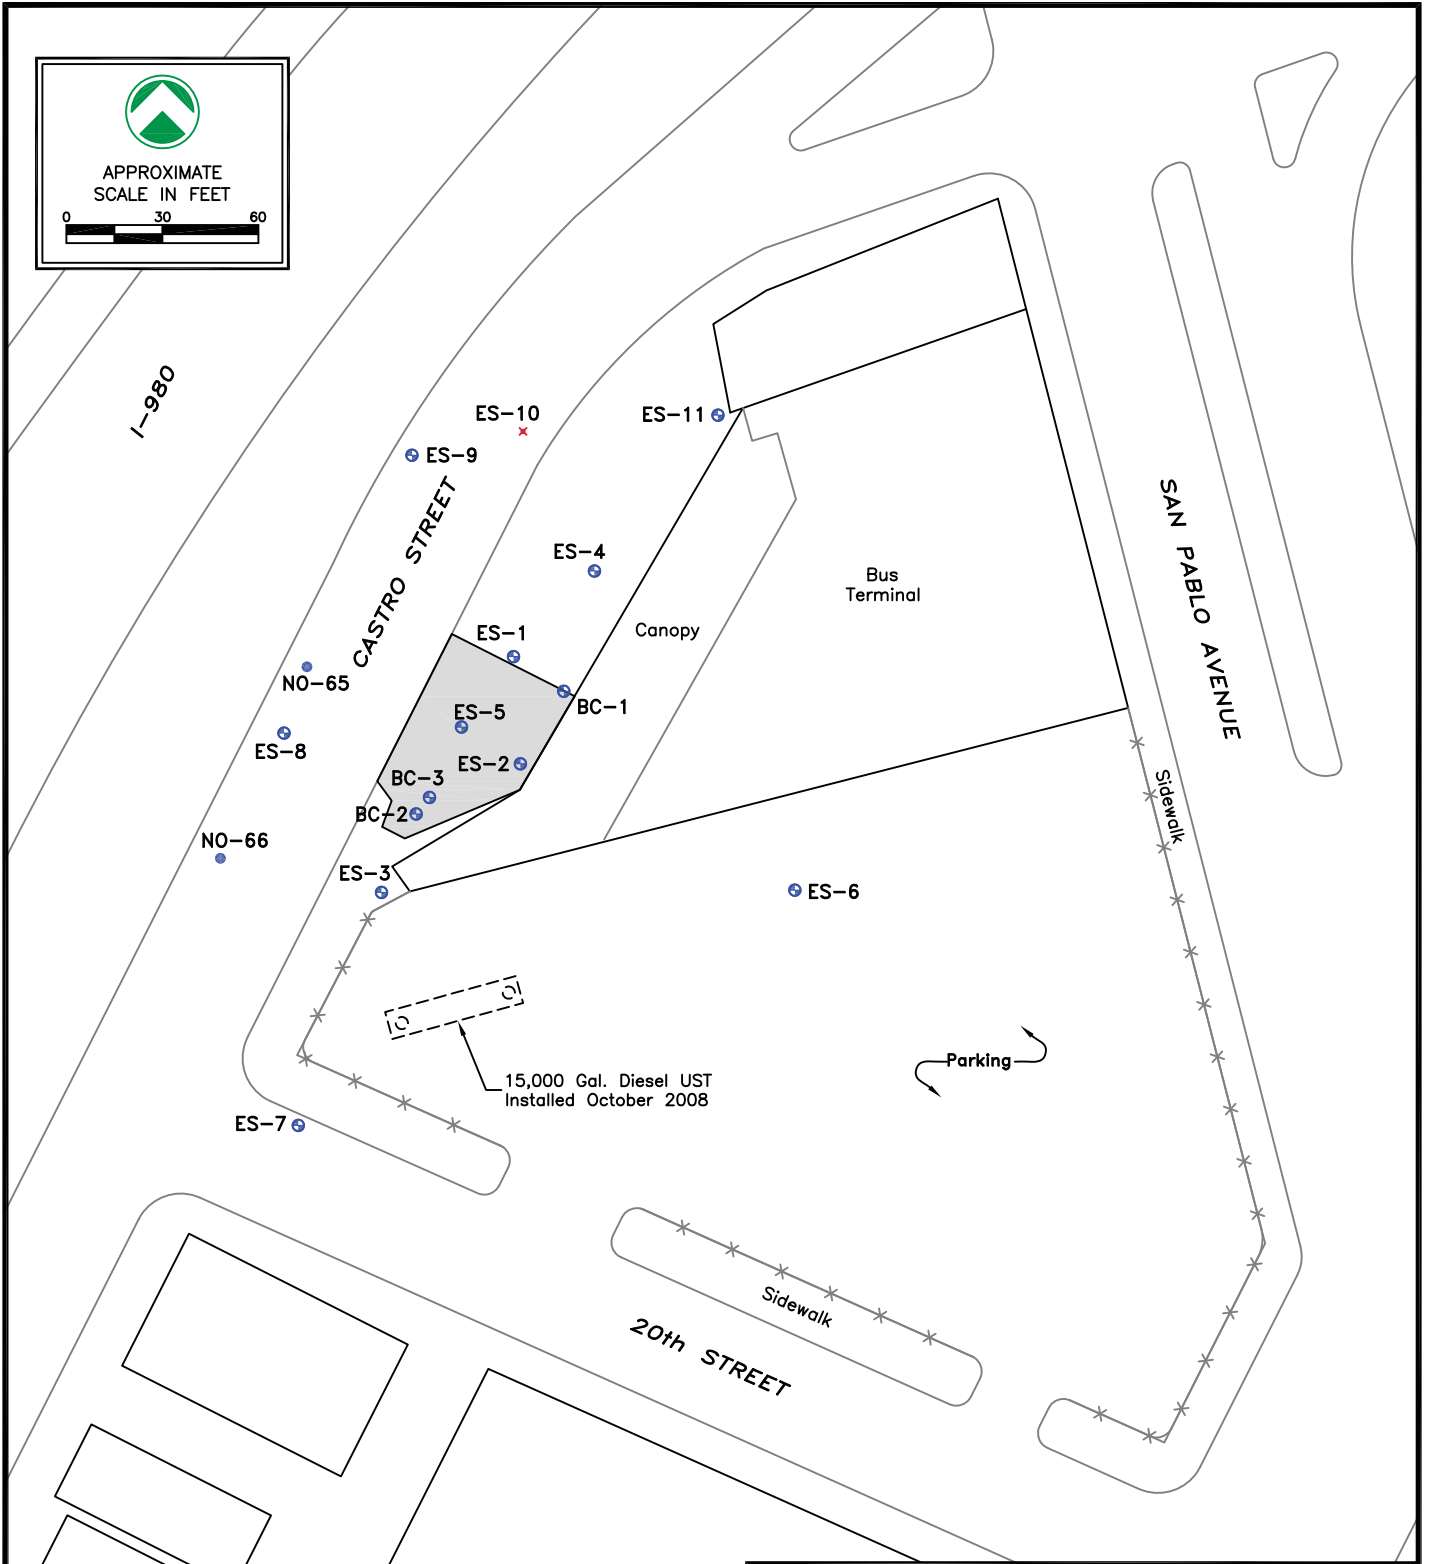 APPROXIMATE
SCALE IN FEET
0 30 60
I-980
ES-10
ES-11
ES-9
CASTRO STREET
SAN PABLO AVENUE
ES-4
Bus
Terminal
Canopy
ES-1
NO-65
BC-1
ES-5
ES-8
ES-2
BC-3
BC-2
Sidewalk
NO-66
ES-3
ES-6
Parking
15,000 Gal. Diesel UST
Installed October 2008
ES-7
Sidewalk
20th STREET